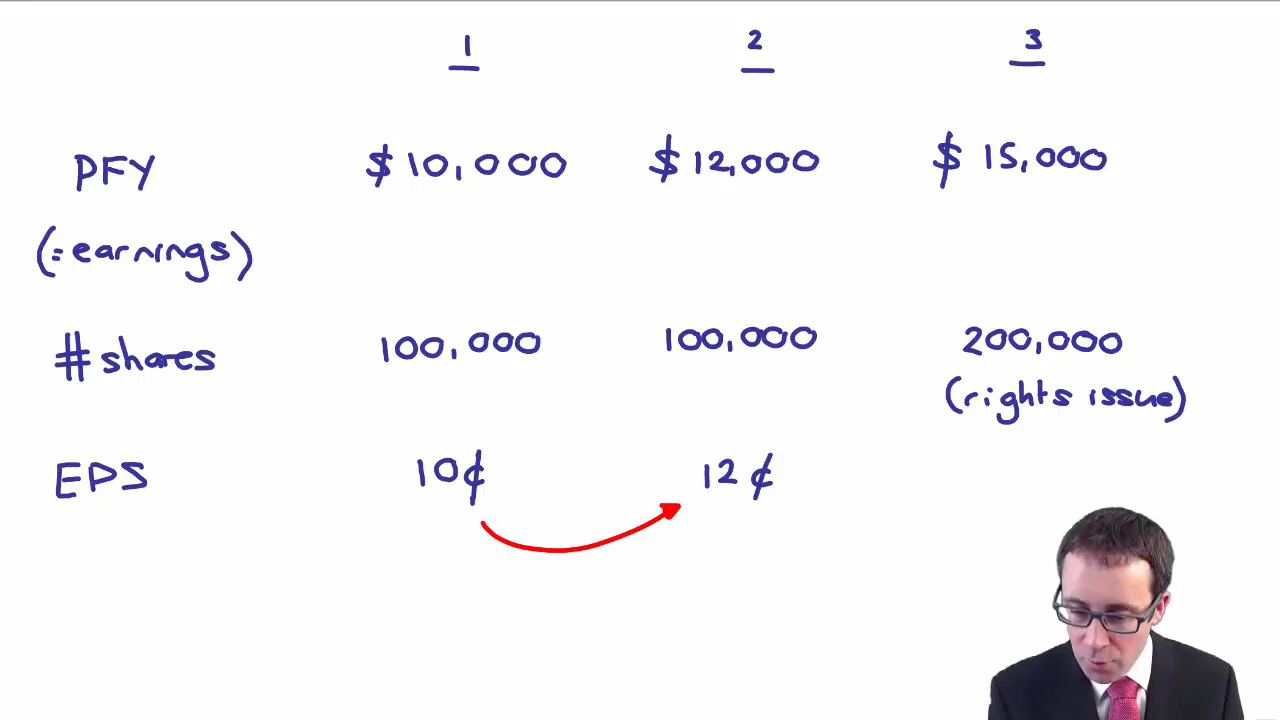 1 2 3
PFY $10,000 $12,000 $15,000
(=earnings)
#shares 100,000 100,000 200,000
(rights issue)
EPS 10¢ 12¢